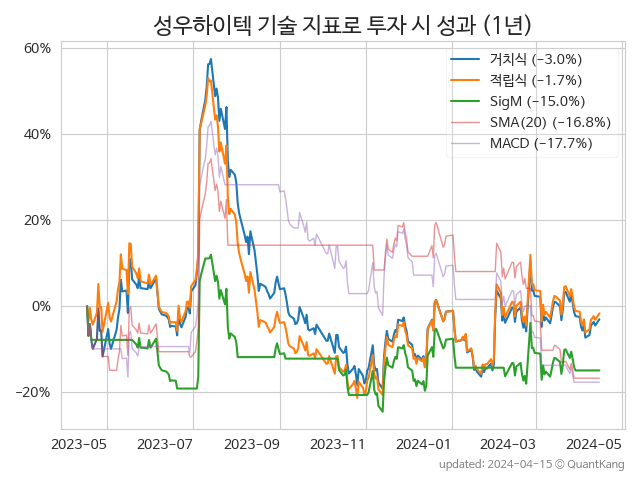 성우하이텍 기술 지표로 투자 시 성과 (1년)
60%
40%
20%
0%
−20%
거치식 (−3.0%)
적립식 (−1.7%)
SigM (−15.0%)
SMA(20) (−16.8%)
MACD (−17.7%)
2023-05
2023-07
2023-09
2023-11
2024-01
2024-03
2024-05
updated: 2024-04-15 © QuantKang